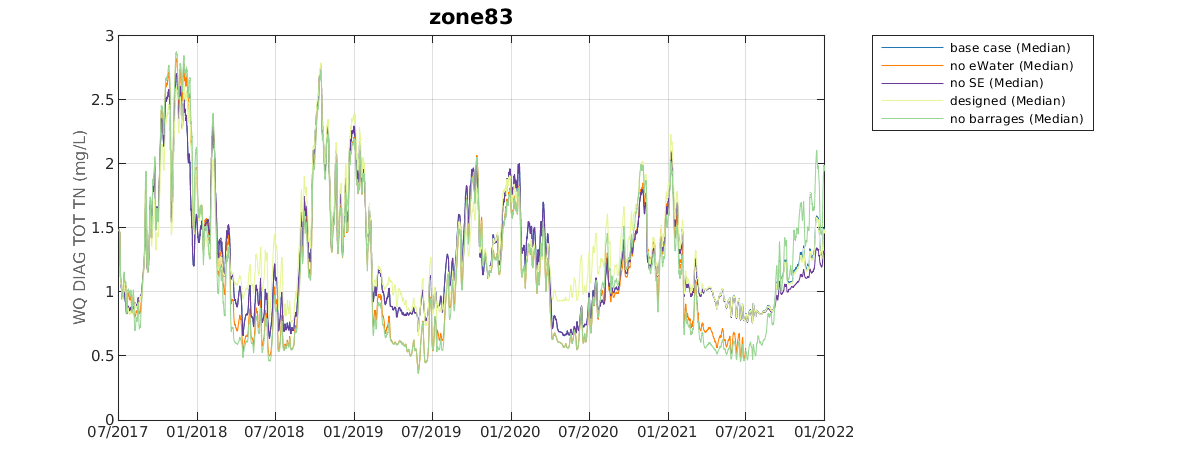 zone83
WQ DIAG TOT TN (mg/L)
3
2.5
2
1.5
1
0.5
0
07/2017 01/2018 07/2018 01/2019 07/2019 01/2020 07/2020 01/2021 07/2021 01/2022
base case (Median)
no eWater (Median)
no SE (Median)
designed (Median)
no barrages (Median)